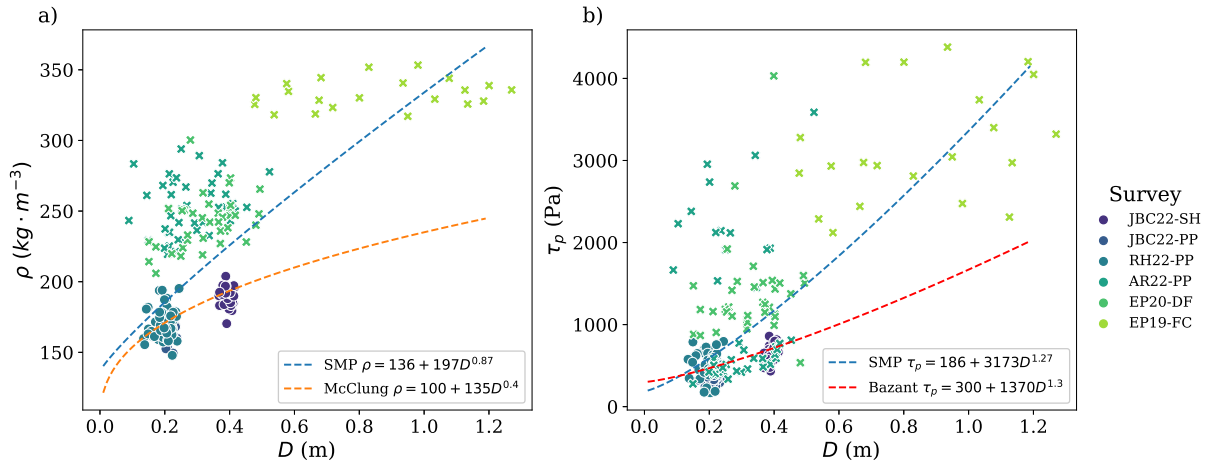 a)
350
300
250
200
150
ρ (kg · m⁻³)
SMP ρ = 136 + 197D^0.87
McClung ρ = 100 + 135D^0.4
0.0 0.2 0.4 0.6 0.8 1.0 1.2
D (m)
b)
4000
3000
2000
1000
0
τₚ (Pa)
SMP τₚ = 186 + 3173D^1.27
Bazant τₚ = 300 + 1370D^1.3
0.0 0.2 0.4 0.6 0.8 1.0 1.2
D (m)
Survey
JBC22-SH
JBC22-PP
RH22-PP
AR22-PP
EP20-DF
EP19-FC